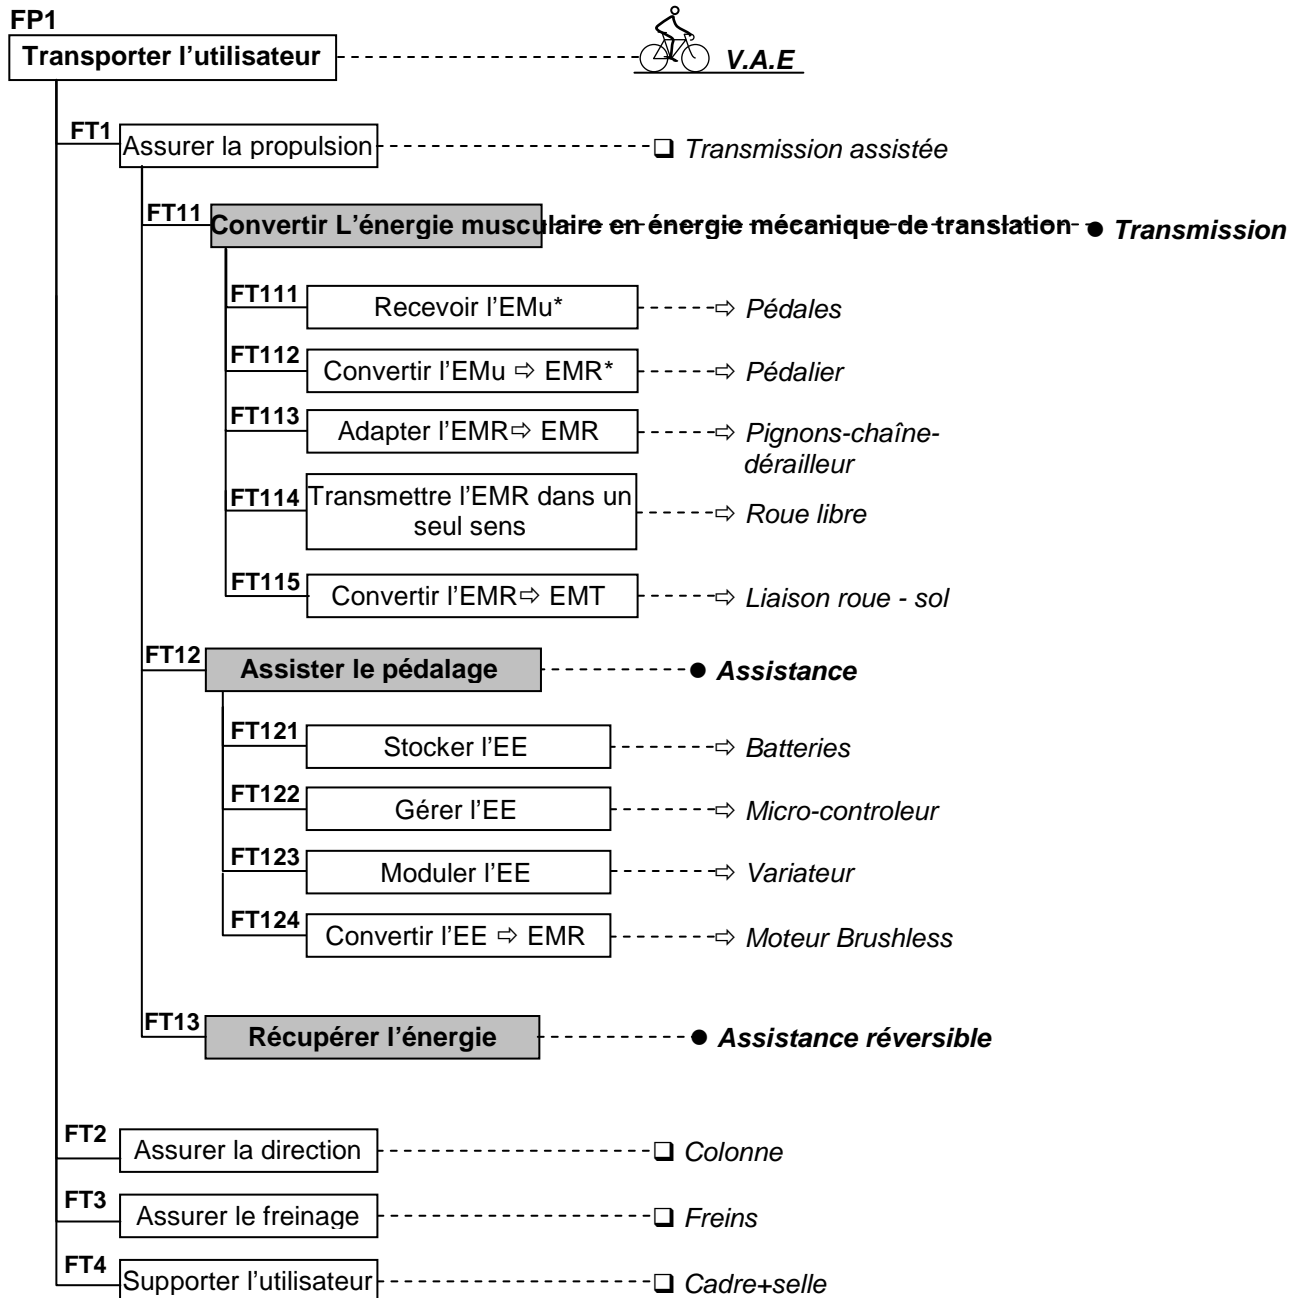 FP1
Transporter l’utilisateur
V.A.E
FT1
Assurer la propulsion
❑ Transmission assistée
FT11
Convertir L’énergie musculaire en énergie mécanique de translation
● Transmission
FT111
Recevoir l’EMu*
⇨ Pédales
FT112
Convertir l’EMu ⇨ EMR*
⇨ Pédalier
FT113
Adapter l’EMR⇨ EMR
⇨ Pignons-chaîne-
dérailleur
FT114
Transmettre l’EMR dans un
seul sens
⇨ Roue libre
FT115
Convertir l’EMR⇨ EMT
⇨ Liaison roue - sol
FT12
Assister le pédalage
● Assistance
FT121
Stocker l’EE
⇨ Batteries
FT122
Gérer l’EE
⇨ Micro-controleur
FT123
Moduler l’EE
⇨ Variateur
FT124
Convertir l’EE ⇨ EMR
⇨ Moteur Brushless
FT13
Récupérer l’énergie
● Assistance réversible
FT2
Assurer la direction
❑ Colonne
FT3
Assurer le freinage
❑ Freins
FT4
Supporter l’utilisateur
❑ Cadre+selle